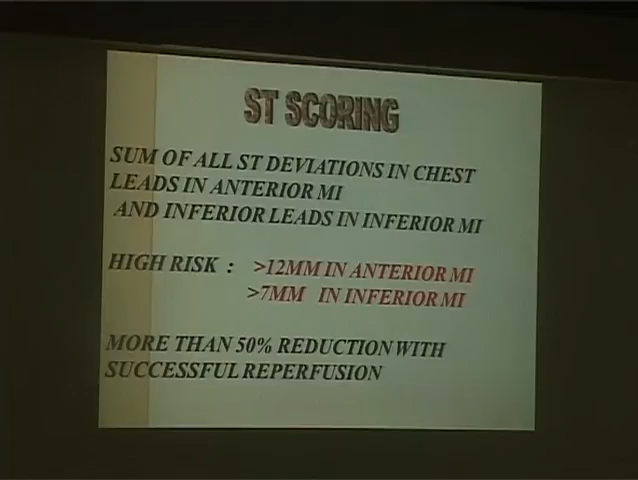 ST SCORING
SUM OF ALL ST DEVIATIONS IN CHEST
LEADS IN ANTERIOR MI
AND INFERIOR LEADS IN INFERIOR MI
HIGH RISK : >12MM IN ANTERIOR MI
>7MM IN INFERIOR MI
MORE THAN 50% REDUCTION WITH
SUCCESSFUL REPERFUSION